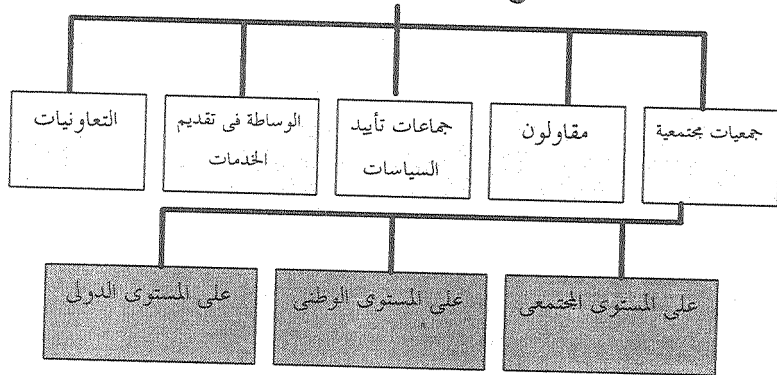 جمعيات مجتمعية
مقاولون
جماعات تأييد
السياسات
الوساطة فى تقديم
الخدمات
التعاونيات
على المستوى المجتمعى
على المستوى الوطنى
على المستوى الدولى